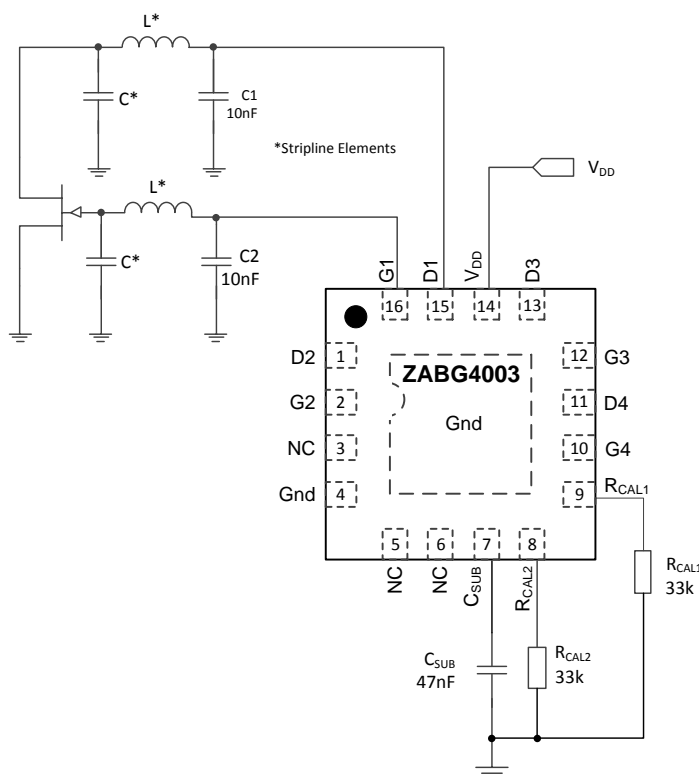 L*
C*
C1
10nF
*Stripline Elements
V_DD
L*
C*
C2
10nF
G1
D1
V_DD
D3
16
15
14
13
D2
1
ZABG4003
12
G3
G2
2
Gnd
11
D4
NC
3
10
G4
Gnd
4
9
R_CAL1
5
6
7
8
NC
NC
C_SUB
R_CAL2
R_CAL1
33k
C_SUB
47nF
R_CAL2
33k